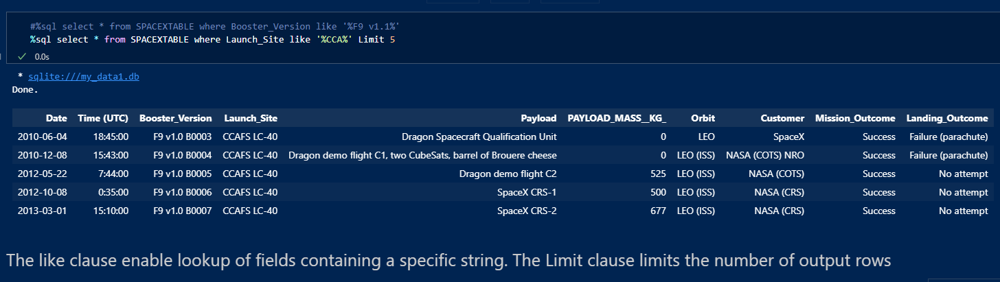 #%sql select * from SPACEXTABLE where Booster_Version like '%F9 v1.1%'
%sql select * from SPACEXTABLE where Launch_Site like '%CCA%' Limit 5
0.0s
* sqlite:///my_data1.db
Done.
Date Time (UTC) Booster_Version Launch_Site Payload PAYLOAD_MASS__KG_ Orbit Customer Mission_Outcome Landing_Outcome
2010-06-04 18:45:00 F9 v1.0 B0003 CCAFS LC-40 Dragon Spacecraft Qualification Unit 0 LEO SpaceX Success Failure (parachute)
2010-12-08 15:43:00 F9 v1.0 B0004 CCAFS LC-40 Dragon demo flight C1, two CubeSats, barrel of Brouere cheese 0 LEO (ISS) NASA (COTS) NRO Success Failure (parachute)
2012-05-22 7:44:00 F9 v1.0 B0005 CCAFS LC-40 Dragon demo flight C2 525 LEO (ISS) NASA (COTS) Success No attempt
2012-10-08 0:35:00 F9 v1.0 B0006 CCAFS LC-40 SpaceX CRS-1 500 LEO (ISS) NASA (CRS) Success No attempt
2013-03-01 15:10:00 F9 v1.0 B0007 CCAFS LC-40 SpaceX CRS-2 677 LEO (ISS) NASA (CRS) Success No attempt
The like clause enable lookup of fields containing a specific string. The Limit clause limits the number of output rows